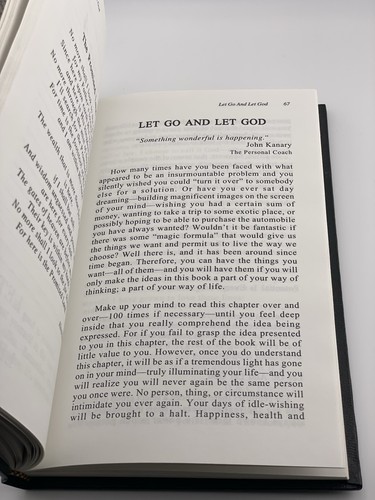 Let Go And Let God 67
LET GO AND LET GOD
"Something wonderful is happening."
John Kanary
The Personal Coach
How many times have you been faced with what
appeared to be an insurmountable problem and you
silently wished you could "turn it over" to somebody
else for a solution. Or have you ever sat day
dreaming—building magnificent images on the screen
of your mind—wishing you had a certain sum of
money, wanting to take a trip to some exotic place, or
possibly hoping to be able to purchase the automobile
you have always wanted? Wouldn't it be fantastic if
there was some "magic formula" that would give us
the things we want and permit us to live the way we
choose? Well there is, and it has been around since
time began. Therefore, you can have the things you
want—all of them—and you will have them if you will
only make the ideas in this book a part of your way of
thinking; a part of your way of life.
Make up your mind to read this chapter over and
over—100 times if necessary—until you feel deep
inside that you really comprehend the idea being
expressed. For if you fail to grasp the idea presented
to you in this chapter, the rest of the book will be of
little value to you. However, once you do understand
this chapter, it will be as if a tremendous light has gone
on in your mind—truly illuminating your life—and you
will realize you will never again be the same person
you once were. No person, thing, or circumstance will
intimidate you ever again. Your days of idle-wishing
will be brought to a halt. Happiness, health and